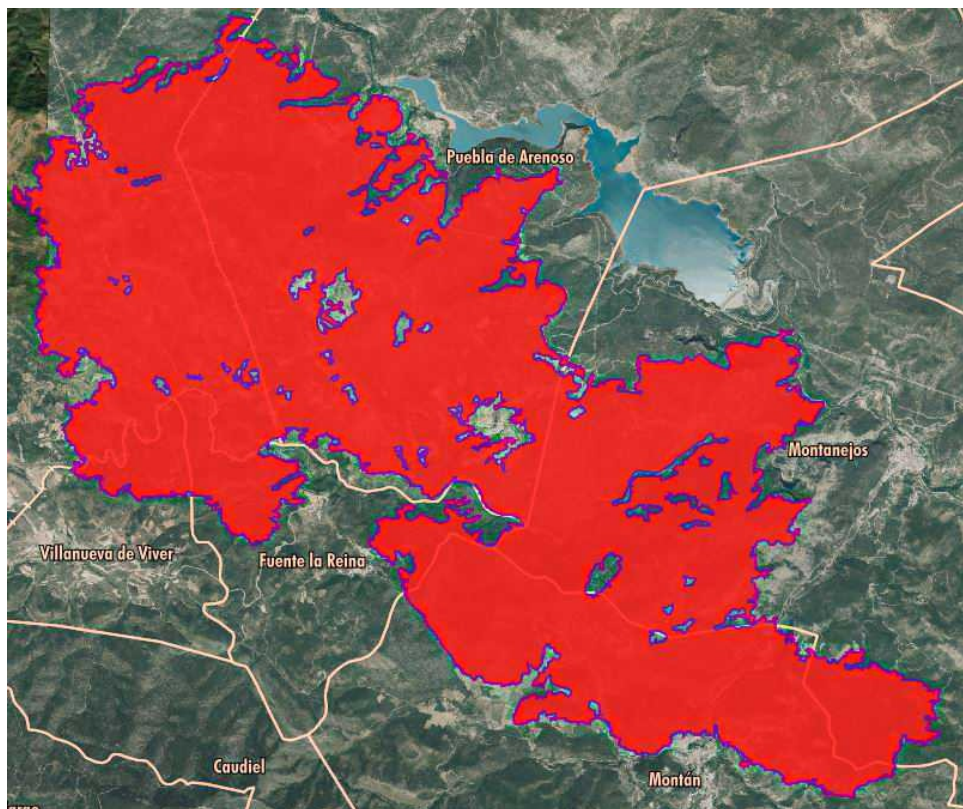 Puebla de Arenoso
Montanejos
Villanueva de Viver
Fuente la Reina
Caudiel
Montán